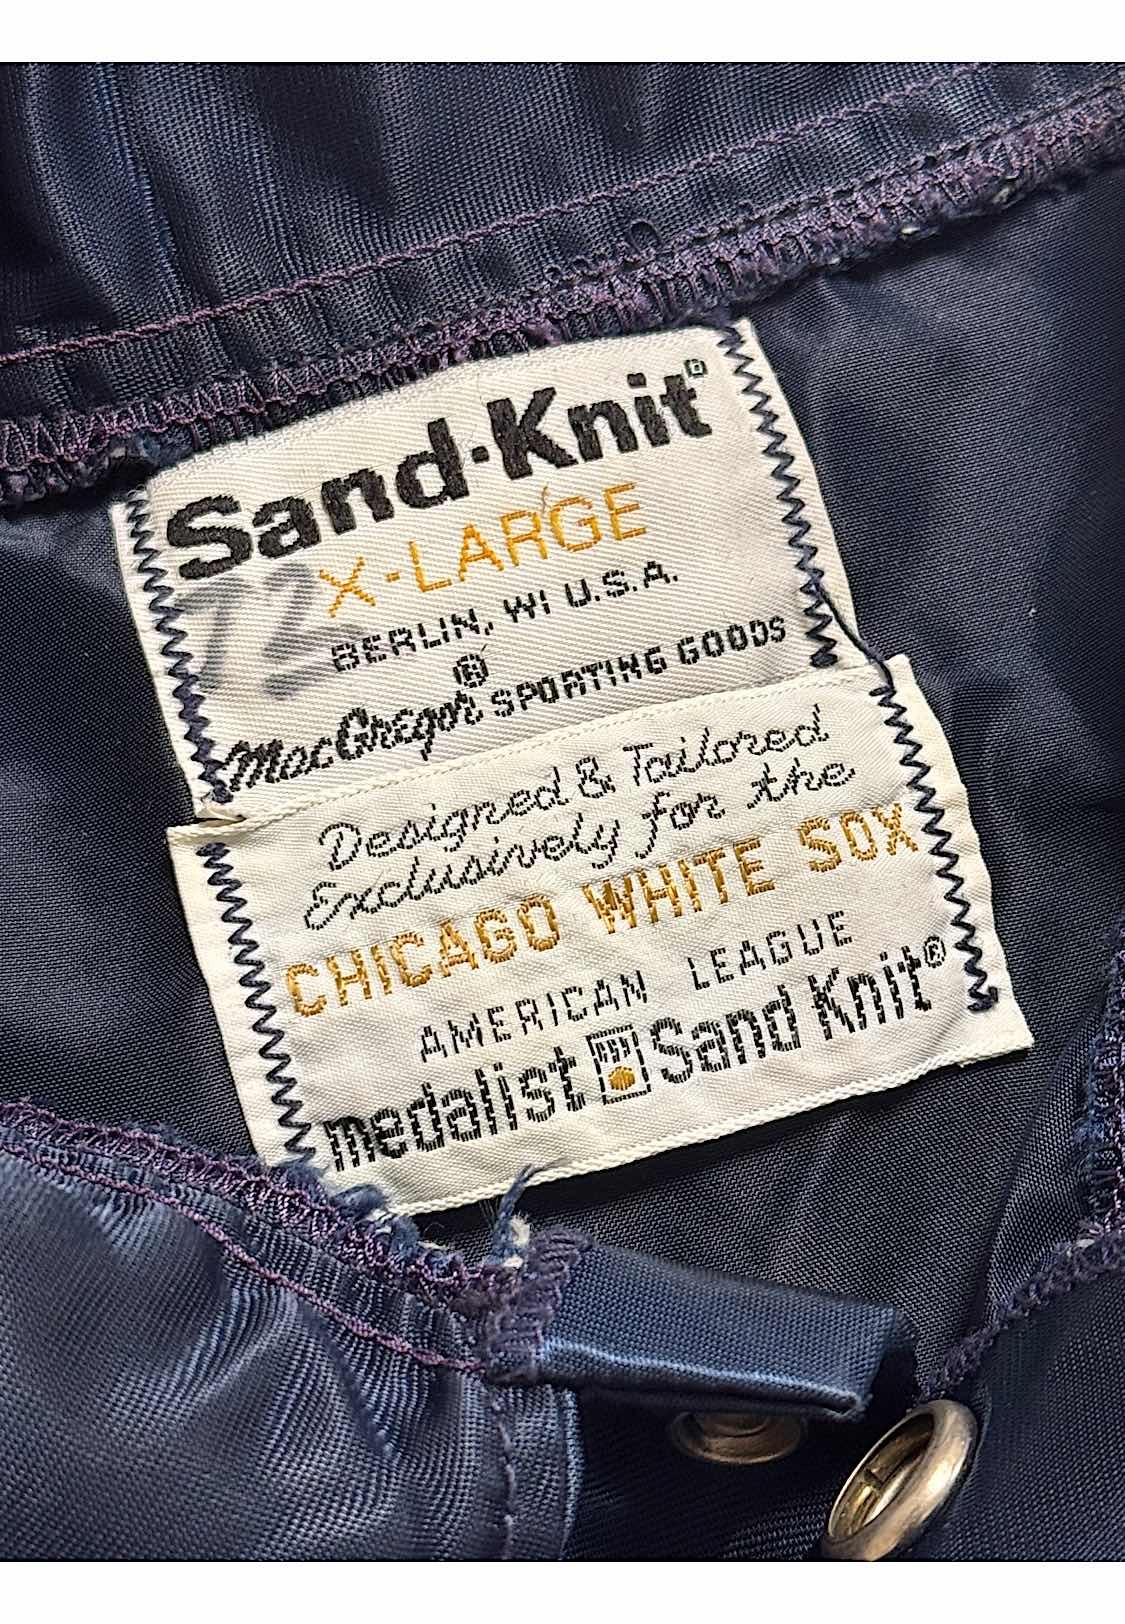 Sand·Knit®
X-LARGE
72
BERLIN, WI U.S.A.
®
MacGregor SPORTING GOODS
Designed & Tailored
Exclusively for the
CHICAGO WHITE SOX
AMERICAN LEAGUE
medalist Sand Knit®